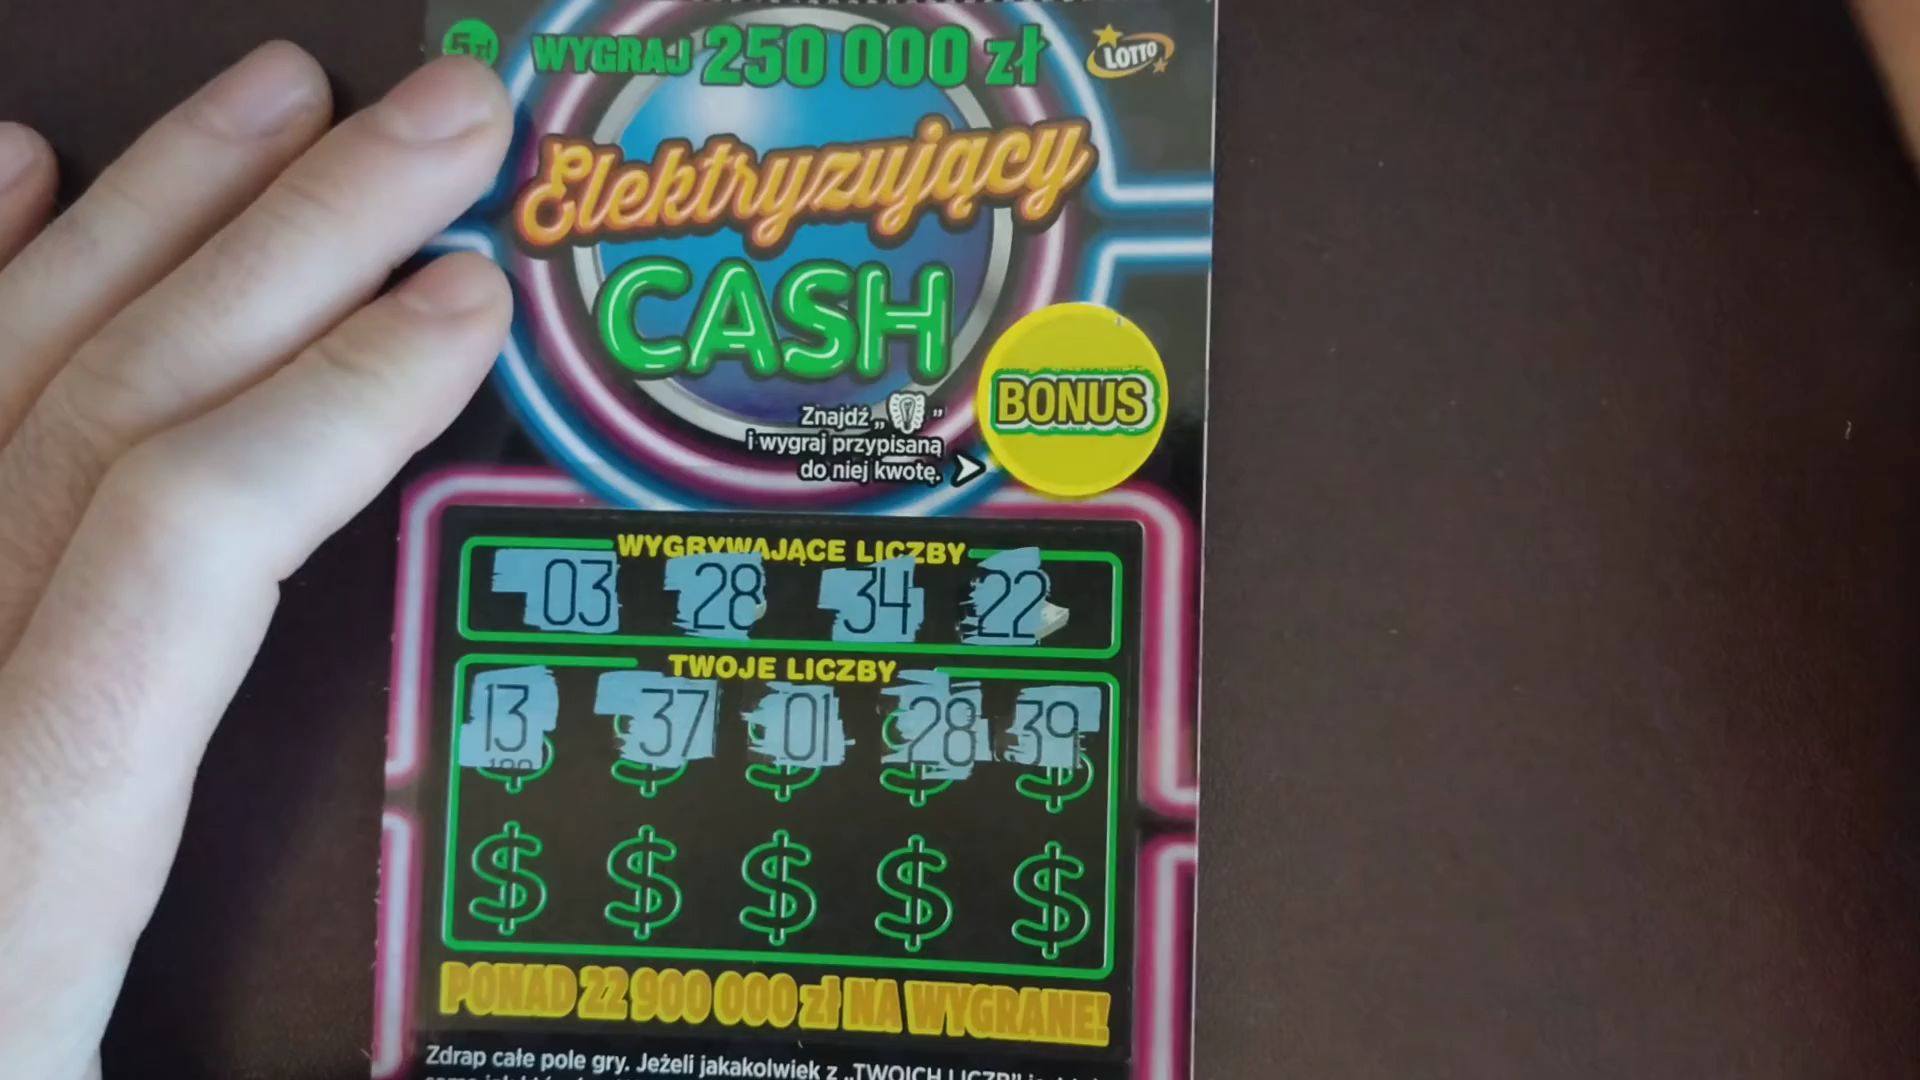 5 zł
WYGRAJ 250 000 zł
LOTTO
Elektryzujący
CASH
Znajdź „ ”
i wygraj przypisaną
do niej kwotę.
BONUS
WYGRYWAJĄCE LICZBY
03 28 34 22
TWOJE LICZBY
13 37 01 28 39
$ $ $ $ $
$ $ $ $ $
PONAD 22 900 000 zł NA WYGRANE!
Zdrap całe pole gry. Jeżeli jakakolwiek z „TWOICH LICZB”